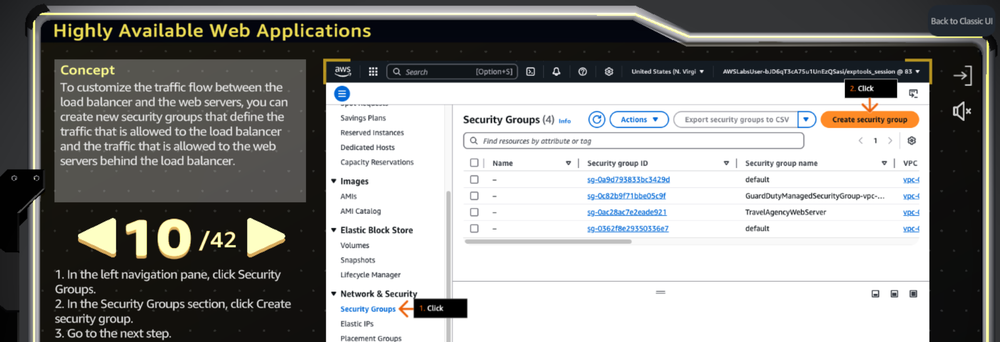 Highly Available Web Applications
Back to Classic UI
Concept
To customize the traffic flow between the
load balancer and the web servers, you can
create new security groups that define the
traffic that is allowed to the load balancer
and the traffic that is allowed to the web
servers behind the load balancer.
10 /42
1. In the left navigation pane, click Security
Groups.
2. In the Security Groups section, click Create
security group.
3. Go to the next step.
aws
Search [Option+S]
United States (N. Virgi
AWSLabsUser-bJD6qT3cA75u1UnEzQSasi/exptools_session @ 83
2. Click
Savings Plans
Reserved Instances
Dedicated Hosts
Capacity Reservations
Images
AMIs
AMI Catalog
Elastic Block Store
Volumes
Snapshots
Lifecycle Manager
Network & Security
Security Groups
1. Click
Elastic IPs
Placement Groups
Security Groups (4) Info
Actions
Export security groups to CSV
Create security group
Find resources by attribute or tag
1
Name Security group ID Security group name VPC
– sg-0a9d793833bc3429d default vpc-
– sg-0c82b9f71bbe05c9f GuardDutyManagedSecurityGroup-vpc-... vpc-
– sg-0ac28ac7e2eade921 TravelAgencyWebServer vpc-
– sg-0362f8e29350336e7 default vpc-